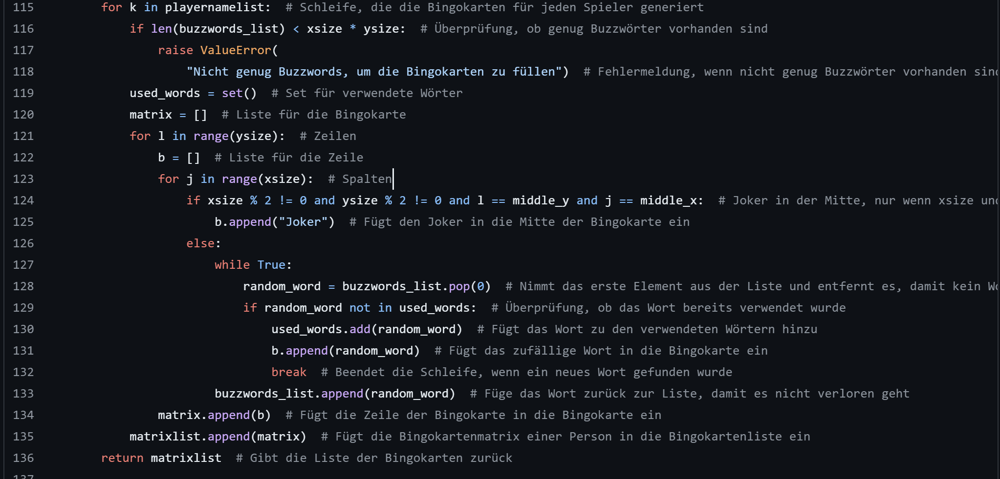 115 for k in playernamelist:  # Schleife, die die Bingokarten für jeden Spieler generiert
116 if len(buzzwords_list) < xsize * ysize:  # Überprüfung, ob genug Buzzwörter vorhanden sind
117 raise ValueError(
118 "Nicht genug Buzzwords, um die Bingokarten zu füllen")  # Fehlermeldung, wenn nicht genug Buzzwörter vorhanden
119 used_words = set()  # Set für verwendete Wörter
120 matrix = []  # Liste für die Bingokarte
121 for l in range(ysize):  # Zeilen
122 b = []  # Liste für die Zeile
123 for j in range(xsize):  # Spalten
124 if xsize % 2 != 0 and ysize % 2 != 0 and l == middle_y and j == middle_x:  # Joker in der Mitte, nur wenn xsize
125 b.append("Joker")  # Fügt den Joker in die Mitte der Bingokarte ein
126 else:
127 while True:
128 random_word = buzzwords_list.pop(0)  # Nimmt das erste Element aus der Liste und entfernt es, damit kein
129 if random_word not in used_words:  # Überprüfung, ob das Wort bereits verwendet wurde
130 used_words.add(random_word)  # Fügt das Wort zu den verwendeten Wörtern hinzu
131 b.append(random_word)  # Fügt das zufällige Wort in die Bingokarte ein
132 break  # Beendet die Schleife, wenn ein neues Wort gefunden wurde
133 buzzwords_list.append(random_word)  # Füge das Wort zurück zur Liste, damit es nicht verloren geht
134 matrix.append(b)  # Fügt die Zeile der Bingokarte in die Bingokarte ein
135 matrixlist.append(matrix)  # Fügt die Bingokartenmatrix einer Person in die Bingokartenliste ein
136 return matrixlist  # Gibt die Liste der Bingokarten zurück